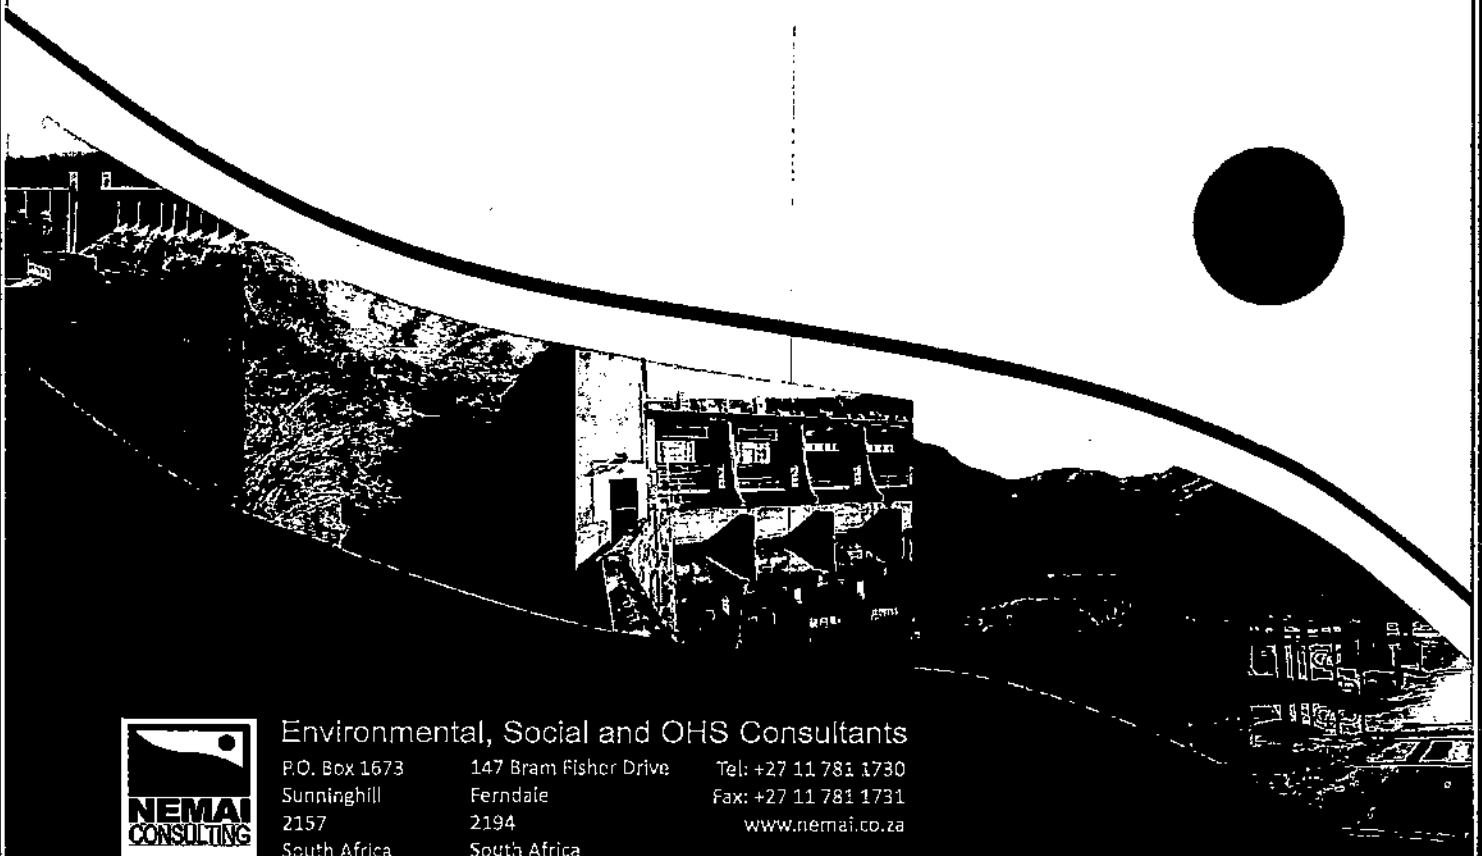 Environmental, Social and OHS Consultants
P.O. Box 1673
Sunninghill
2157
South Africa
147 Bram Fisher Drive
Ferndale
2194
South Africa
Tel: +27 11 781 1730
Fax: +27 11 781 1731
www.nemai.co.za
NEMAI
CONSULTING